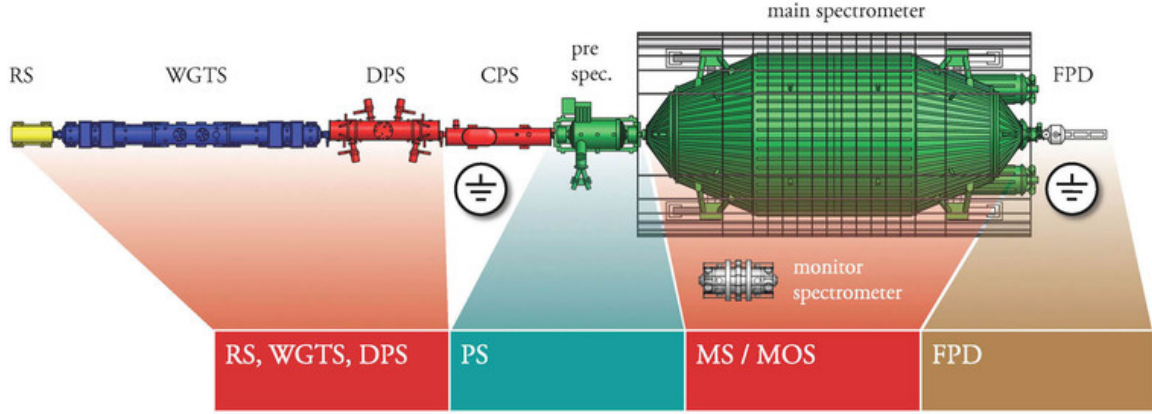 main spectrometer
RS
WGTS
DPS
CPS
pre
spec.
FPD
monitor
spectrometer
RS, WGTS, DPS
PS
MS / MOS
FPD